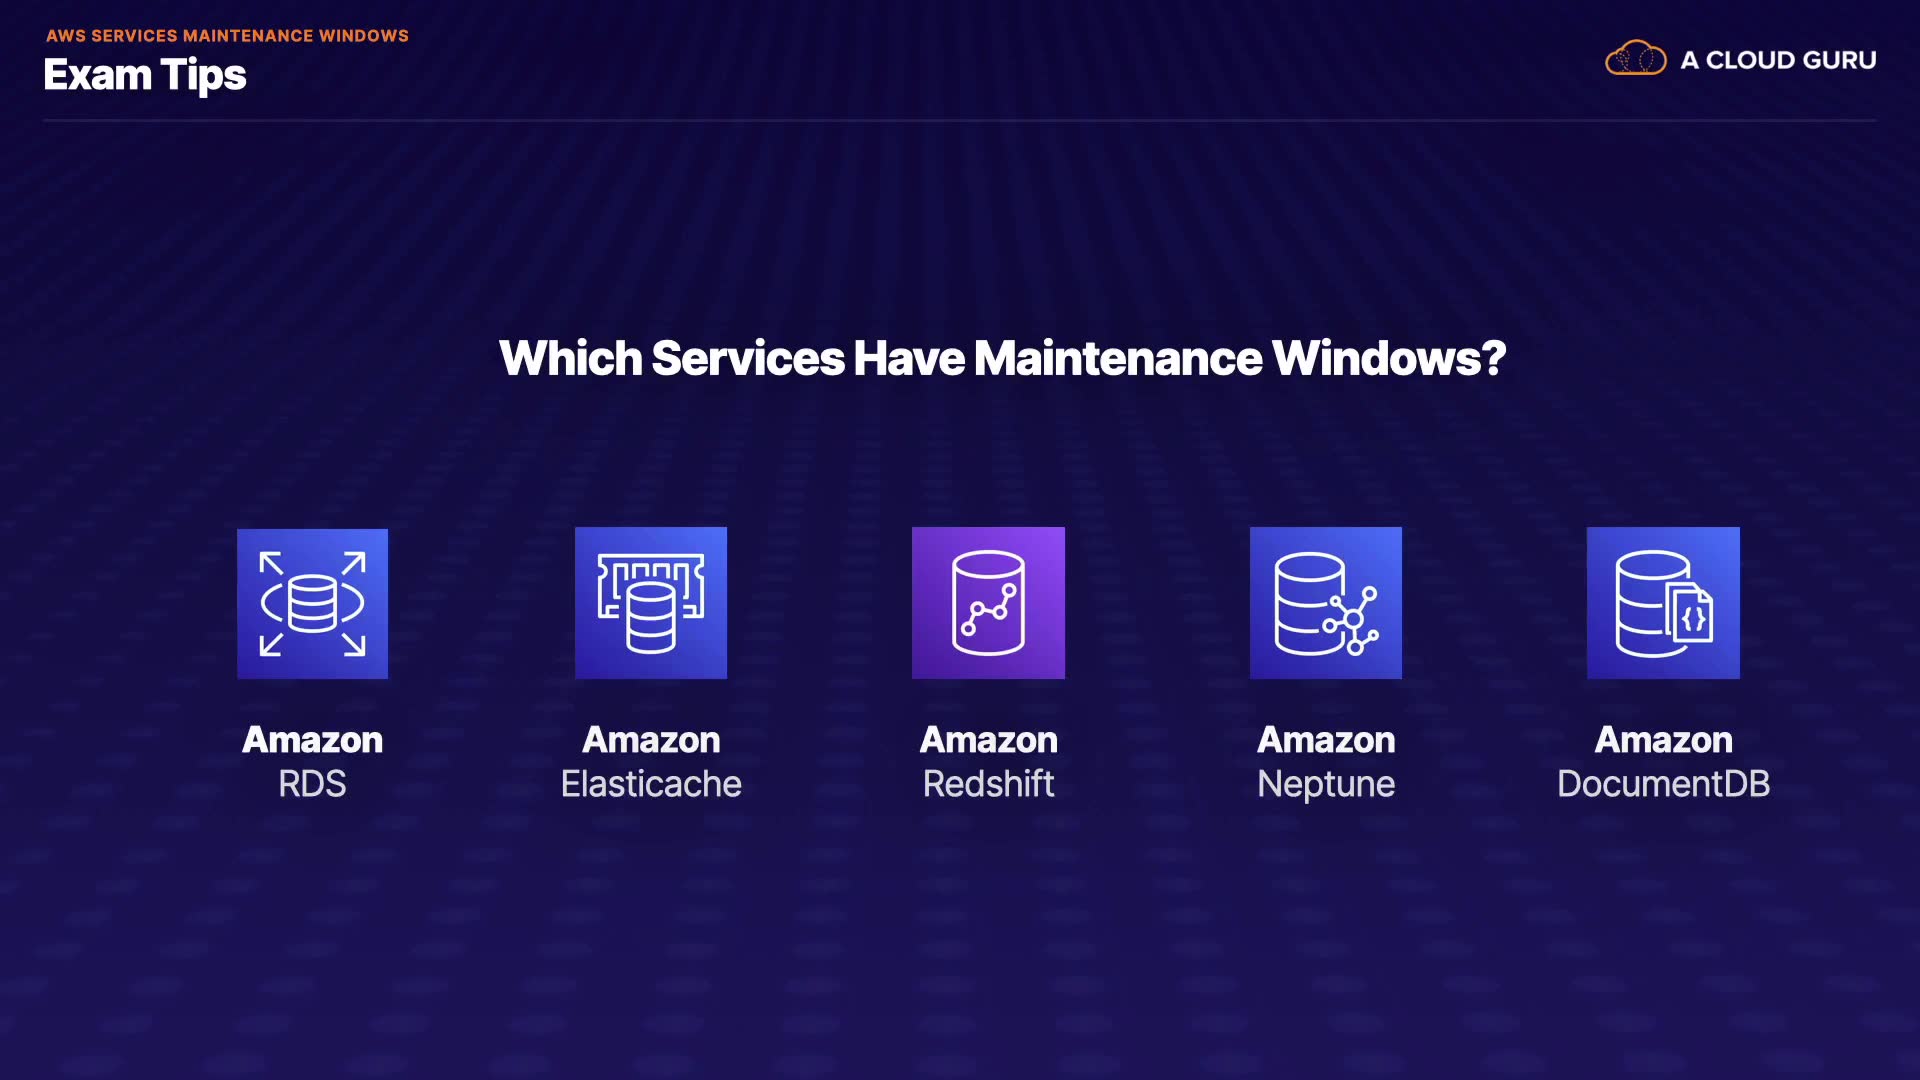 AWS SERVICES MAINTENANCE WINDOWS
Exam Tips
A CLOUD GURU
Which Services Have Maintenance Windows?
Amazon
RDS
Amazon
Elasticache
Amazon
Redshift
Amazon
Neptune
Amazon
DocumentDB